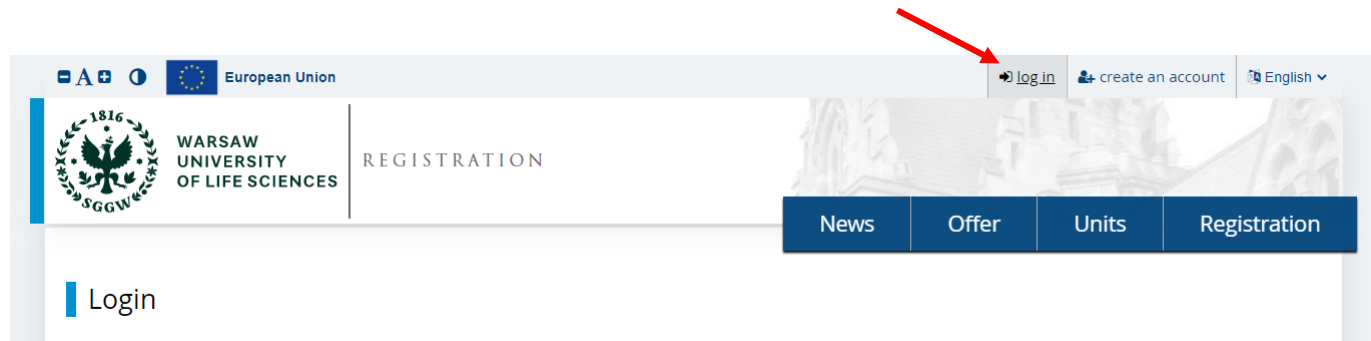 A European Union log in create an account English
1816
WARSAW
UNIVERSITY
OF LIFE SCIENCES
SGGW
REGISTRATION
News Offer Units Registration
Login